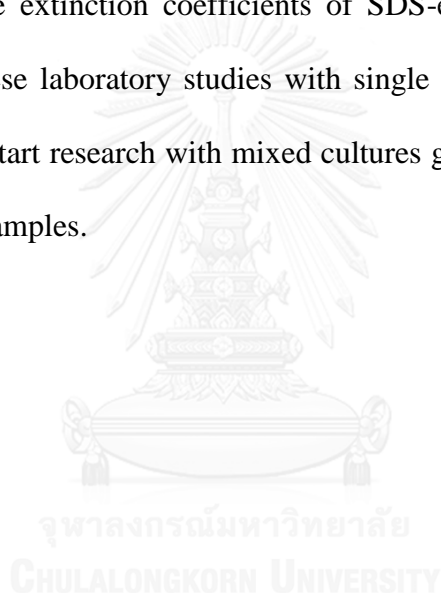 e extinction coefficients of SDS-e
ese laboratory studies with single
tart research with mixed cultures g
amples.
จุฬาลงกรณ์มหาวิทยาลัย
CHULALONGKORN UNIVERSITY